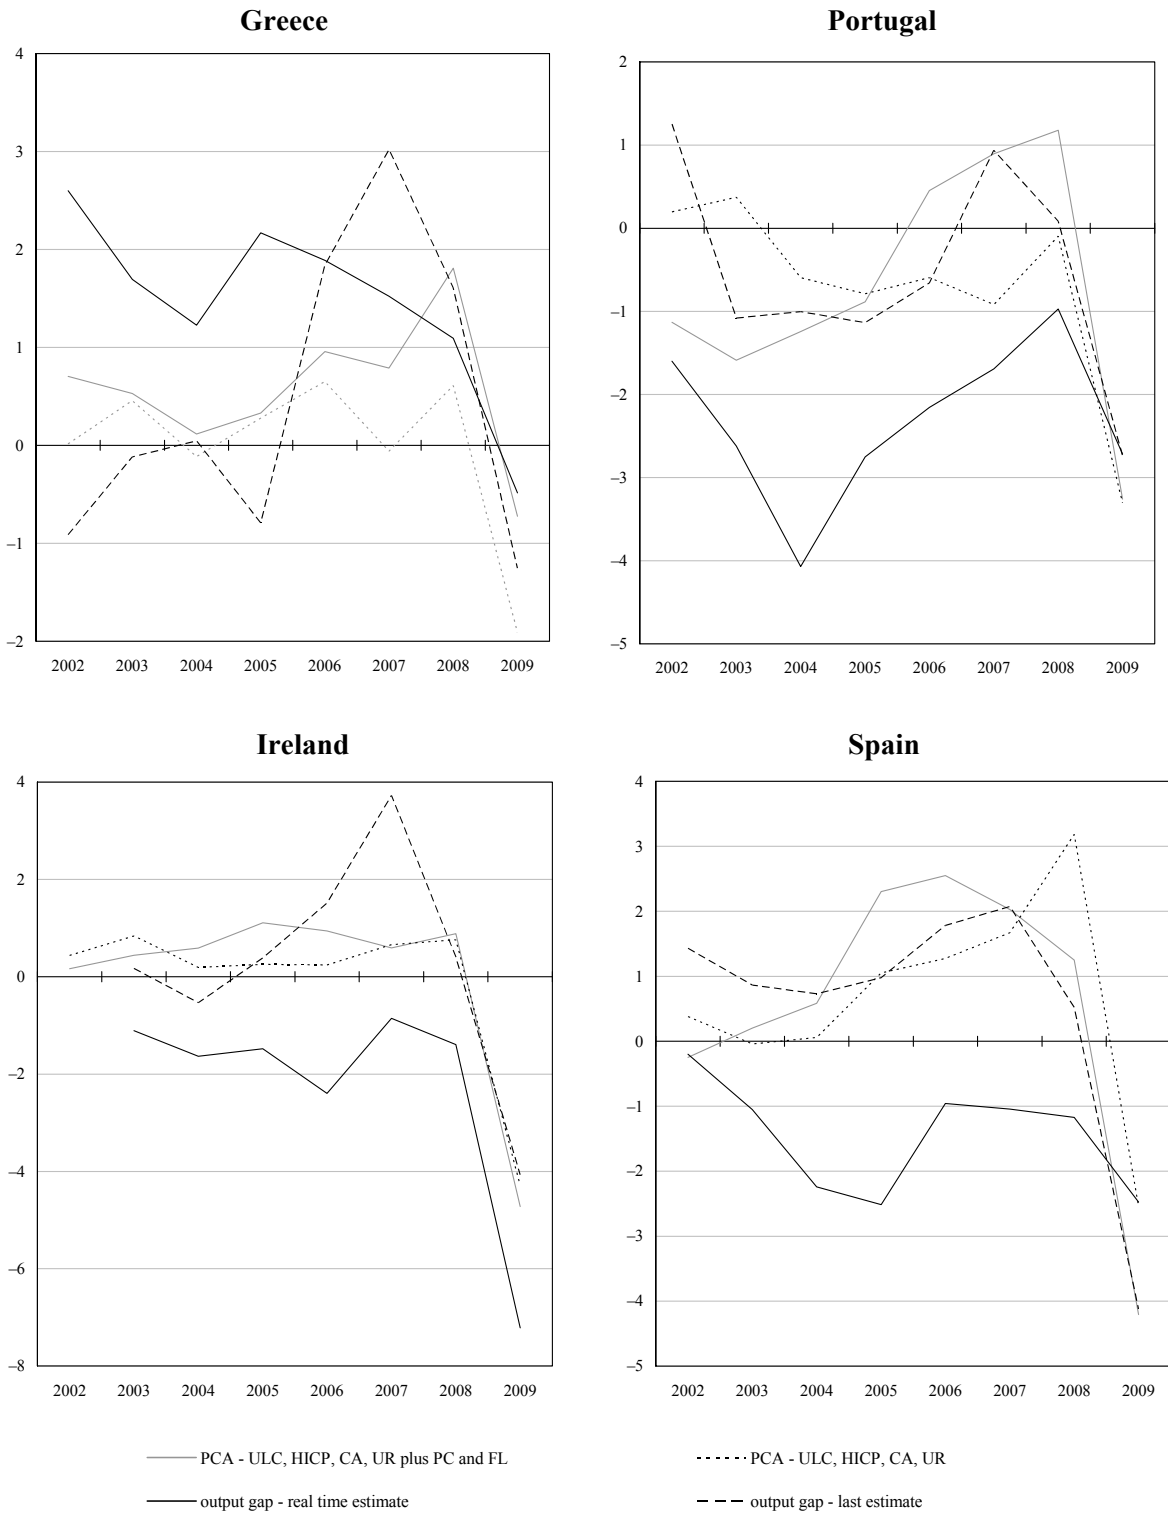 Greece
4
3
2
1
0
–1
–2
2002 2003 2004 2005 2006 2007 2008 2009
Portugal
2
1
0
–1
–2
–3
–4
–5
2002 2003 2004 2005 2006 2007 2008 2009
Ireland
4
2
0
–2
–4
–6
–8
2002 2003 2004 2005 2006 2007 2008 2009
Spain
4
3
2
1
0
–1
–2
–3
–4
–5
2002 2003 2004 2005 2006 2007 2008 2009
PCA - ULC, HICP, CA, UR plus PC and FL
PCA - ULC, HICP, CA, UR
output gap - real time estimate
output gap - last estimate